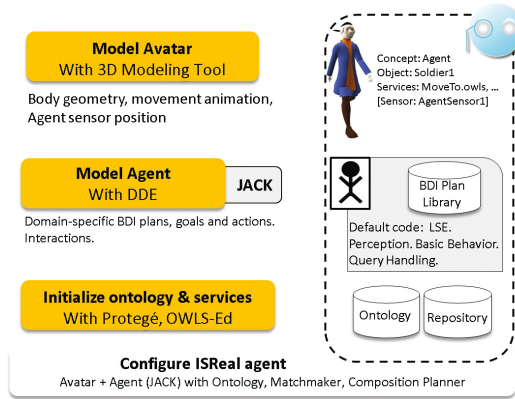 Model Avatar
With 3D Modeling Tool
Body geometry, movement animation,
Agent sensor position
Concept: Agent
Object: Soldier1
Services: MoveTo.owls, ...
[Sensor: AgentSensor1]
Model Agent
With DDE
JACK
Domain-specific BDI plans, goals and actions.
Interactions.
BDI Plan
Library
Default code: LSE.
Perception. Basic Behavior.
Query Handling.
Initialize ontology & services
With Protegé, OWLS-Ed
Ontology
Repository
Configure ISReal agent
Avatar + Agent (JACK) with Ontology, Matchmaker, Composition Planner